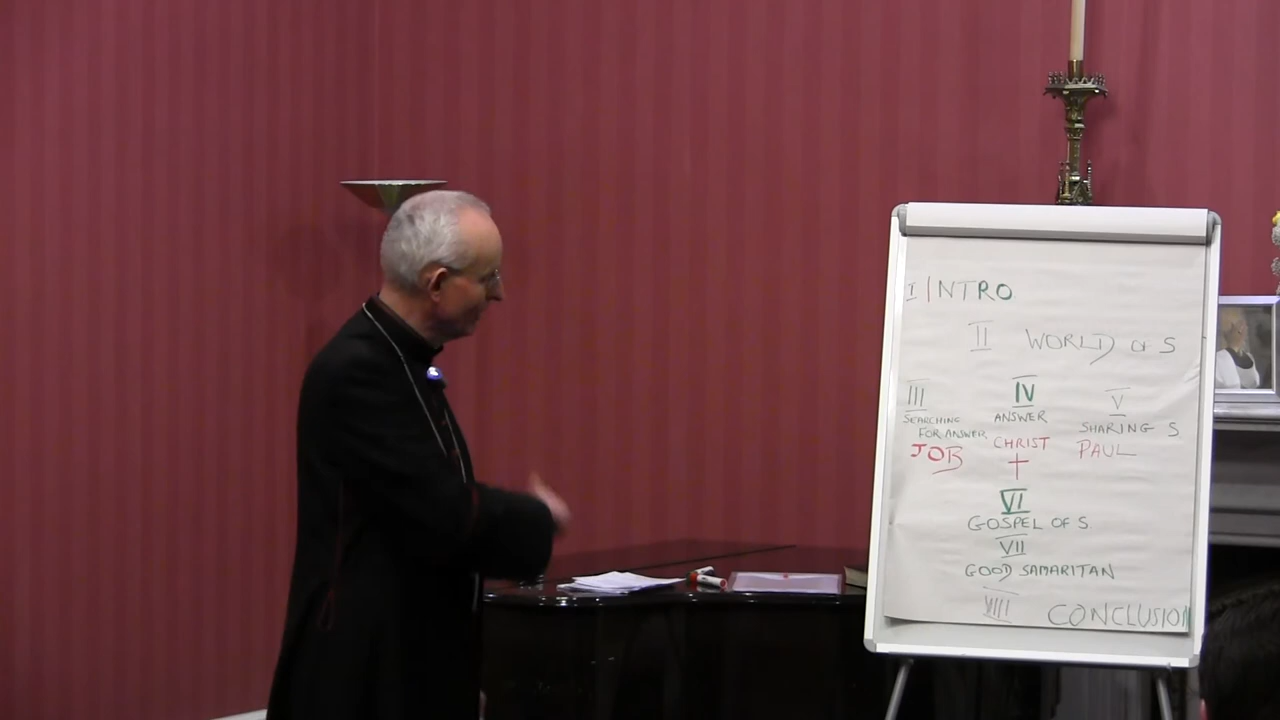 I INTRO
II WORLD OF S
III IV V
SEARCHING FOR ANSWER
JOB
ANSWER
CHRIST
SHARING S
PAUL
VI
GOSPEL OF S.
VII
GOOD SAMARITAN
VIII CONCLUSION